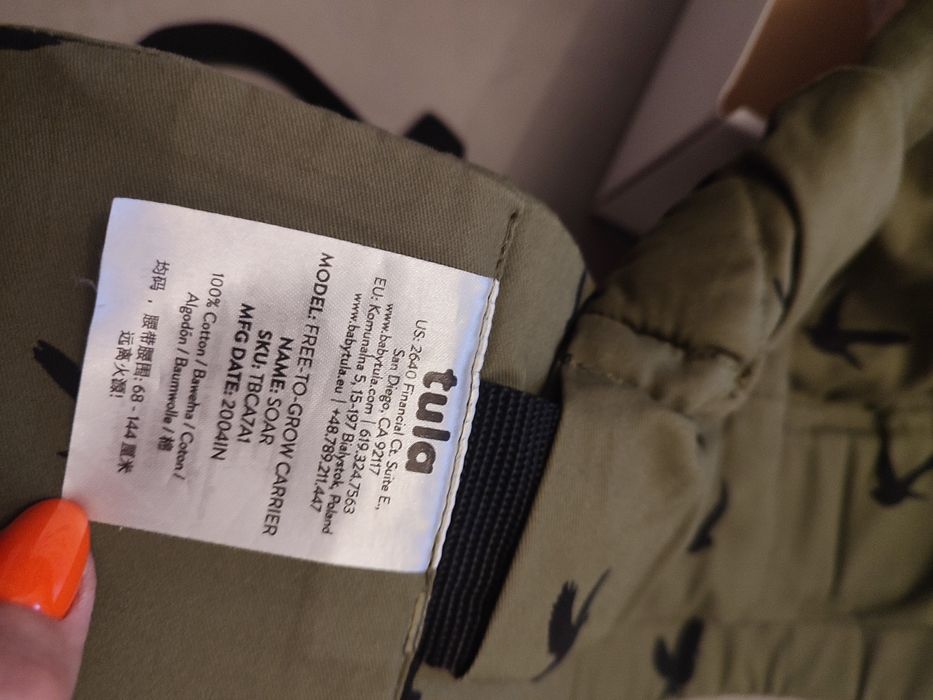 tula
US: 2640 Financial Ct. Suite E.,
San Diego, CA 92117
www.babytula.com | 619.324.7563
EU: Komunalna 5, 15-197 Bialystok, Poland
www.babytula.eu | +48.789.211.447
MODEL: FREE-TO-GROW CARRIER
NAME: SOAR
SKU: TBCA7A1
MFG DATE: 2004IN
100% Cotton / Bawełna / Coton /
Algodón / Baumwolle / 棉
均码，腰带腰围: 68 - 144 厘米
远离火源!